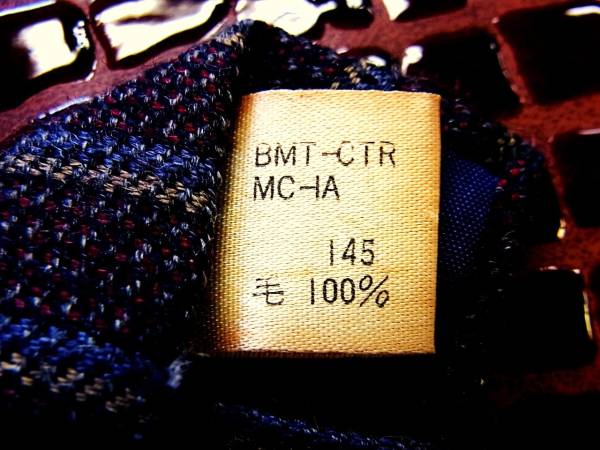 BMT-CTR
MC-IA
145
毛 100%